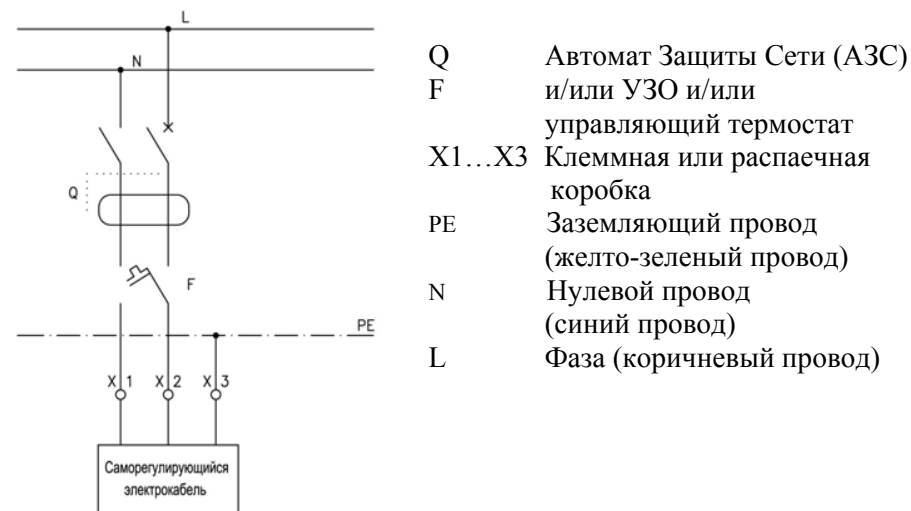 L
N
Q
F
PE
X 1 X 2 X 3
Саморегулирующийся
электрокабель
Q Автомат Защиты Сети (АЗС)
F и/или УЗО и/или
управляющий термостат
X1…X3 Клеммная или распаечная
коробка
PE Заземляющий провод
(желто-зеленый провод)
N Нулевой провод
(синий провод)
L Фаза (коричневый провод)